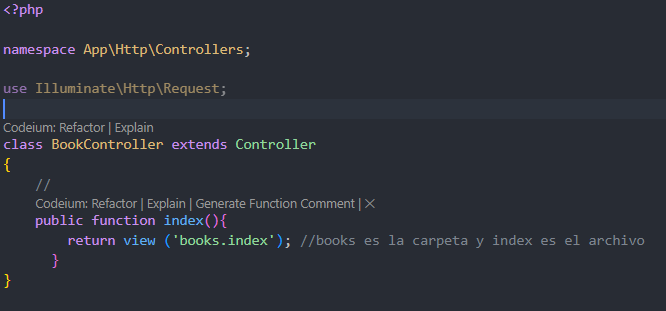 <?php
namespace App\Http\Controllers;
use Illuminate\Http\Request;
Codeium: Refactor | Explain
class BookController extends Controller
{
//
Codeium: Refactor | Explain | Generate Function Comment | ✕
public function index(){
return view ('books.index'); //books es la carpeta y index es el archivo
}
}